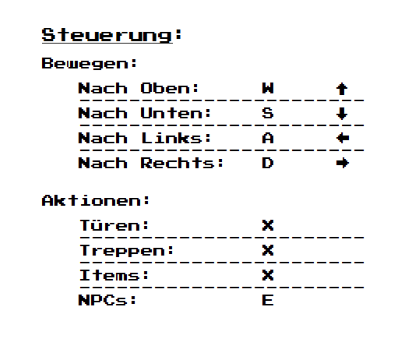 Steuerung:
Bewegen:
Nach Oben: W ↑
Nach Unten: S ↓
Nach Links: A ←
Nach Rechts: D →
Aktionen:
Türen: X
Treppen: X
Items: X
NPCs: E